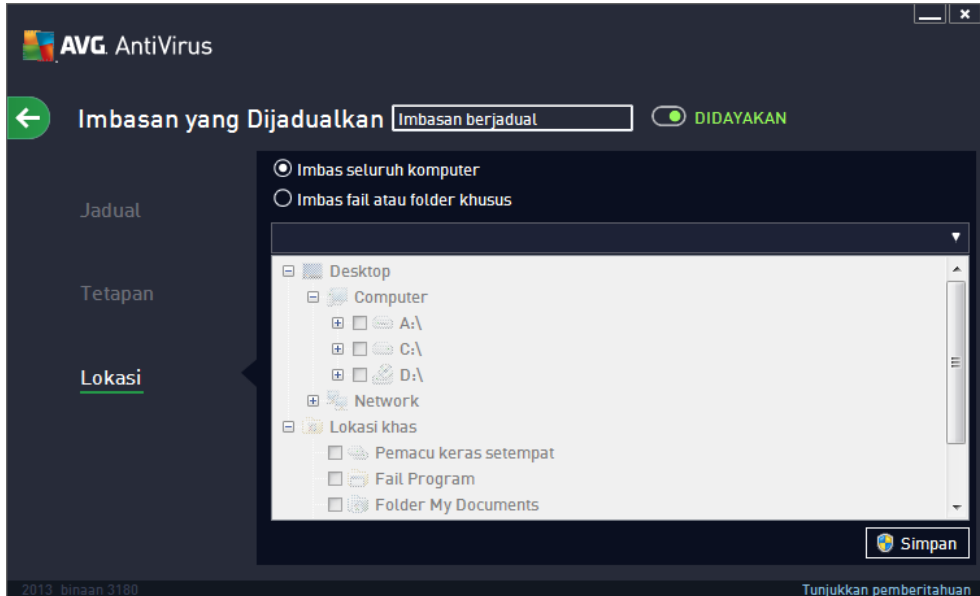 AVG. AntiVirus
Imbasan yang Dijadualkan Imbasan berjadual DIDAYAKAN
Imbas seluruh komputer
Imbas fail atau folder khusus
Jadual
Tetapan
Lokasi
Desktop
Computer
A:\
C:\
D:\
Network
Lokasi khas
Pemacu keras setempat
Fail Program
Folder My Documents
Simpan
2013 binaan 3180
Tunjukkan pemberitahuan